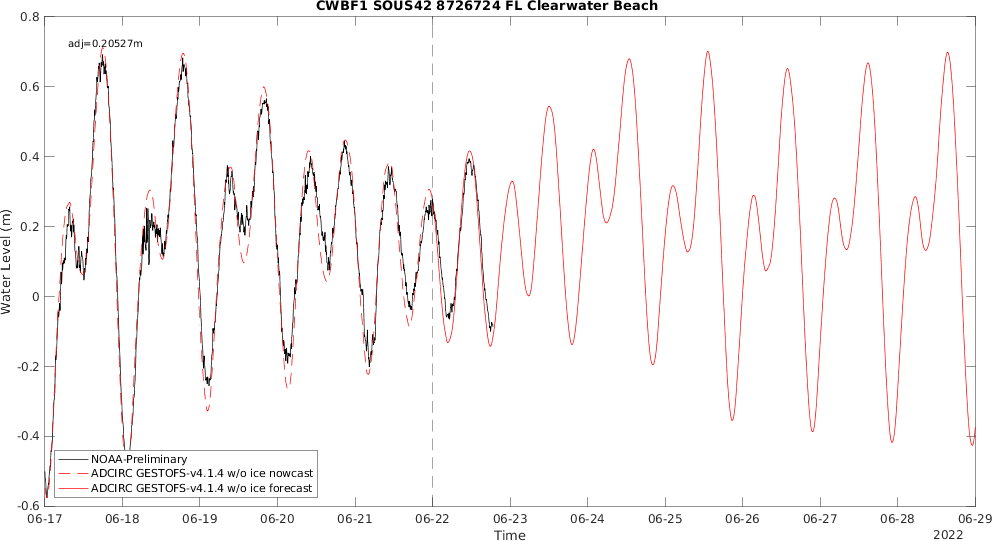 CWBF1 SOUS42 8726724 FL Clearwater Beach
adj=0.20527m
0.8
0.6
0.4
0.2
0
-0.2
-0.4
-0.6
Water Level (m)
NOAA-Preliminary
ADCIRC GESTOFS-v4.1.4 w/o ice nowcast
ADCIRC GESTOFS-v4.1.4 w/o ice forecast
06-17 06-18 06-19 06-20 06-21 06-22 06-23 06-24 06-25 06-26 06-27 06-28 06-29
Time
2022